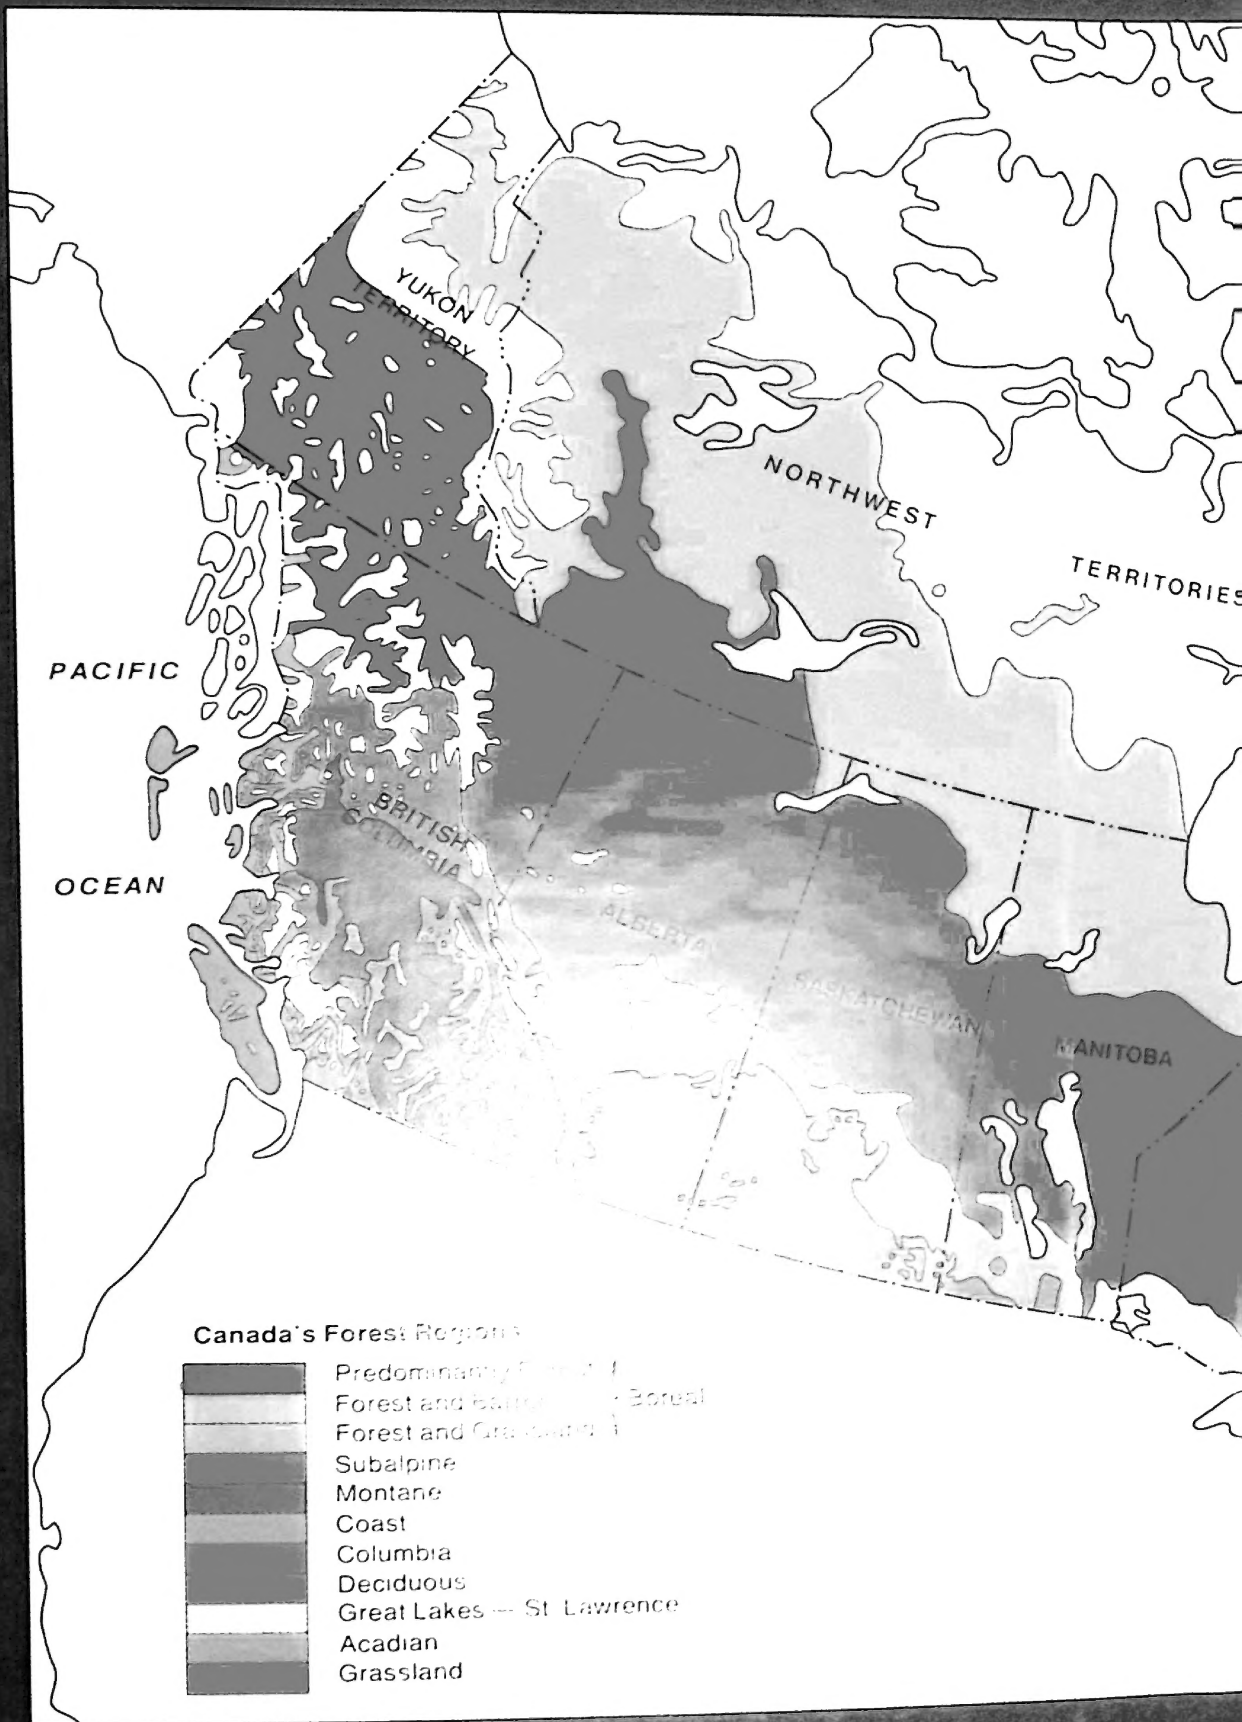 YUKON
TERRITORY
NORTHWEST
TERRITORIES
PACIFIC
OCEAN
BRITISH
COLUMBIA
ALBERTA
SASKATCHEWAN
MANITOBA
Canada's Forest Regions
Forest and
Boreal
Forest and
Subalpine
Montane
Coast
Columbia
Deciduous
Great Lakes — St. Lawrence
Acadian
Grassland